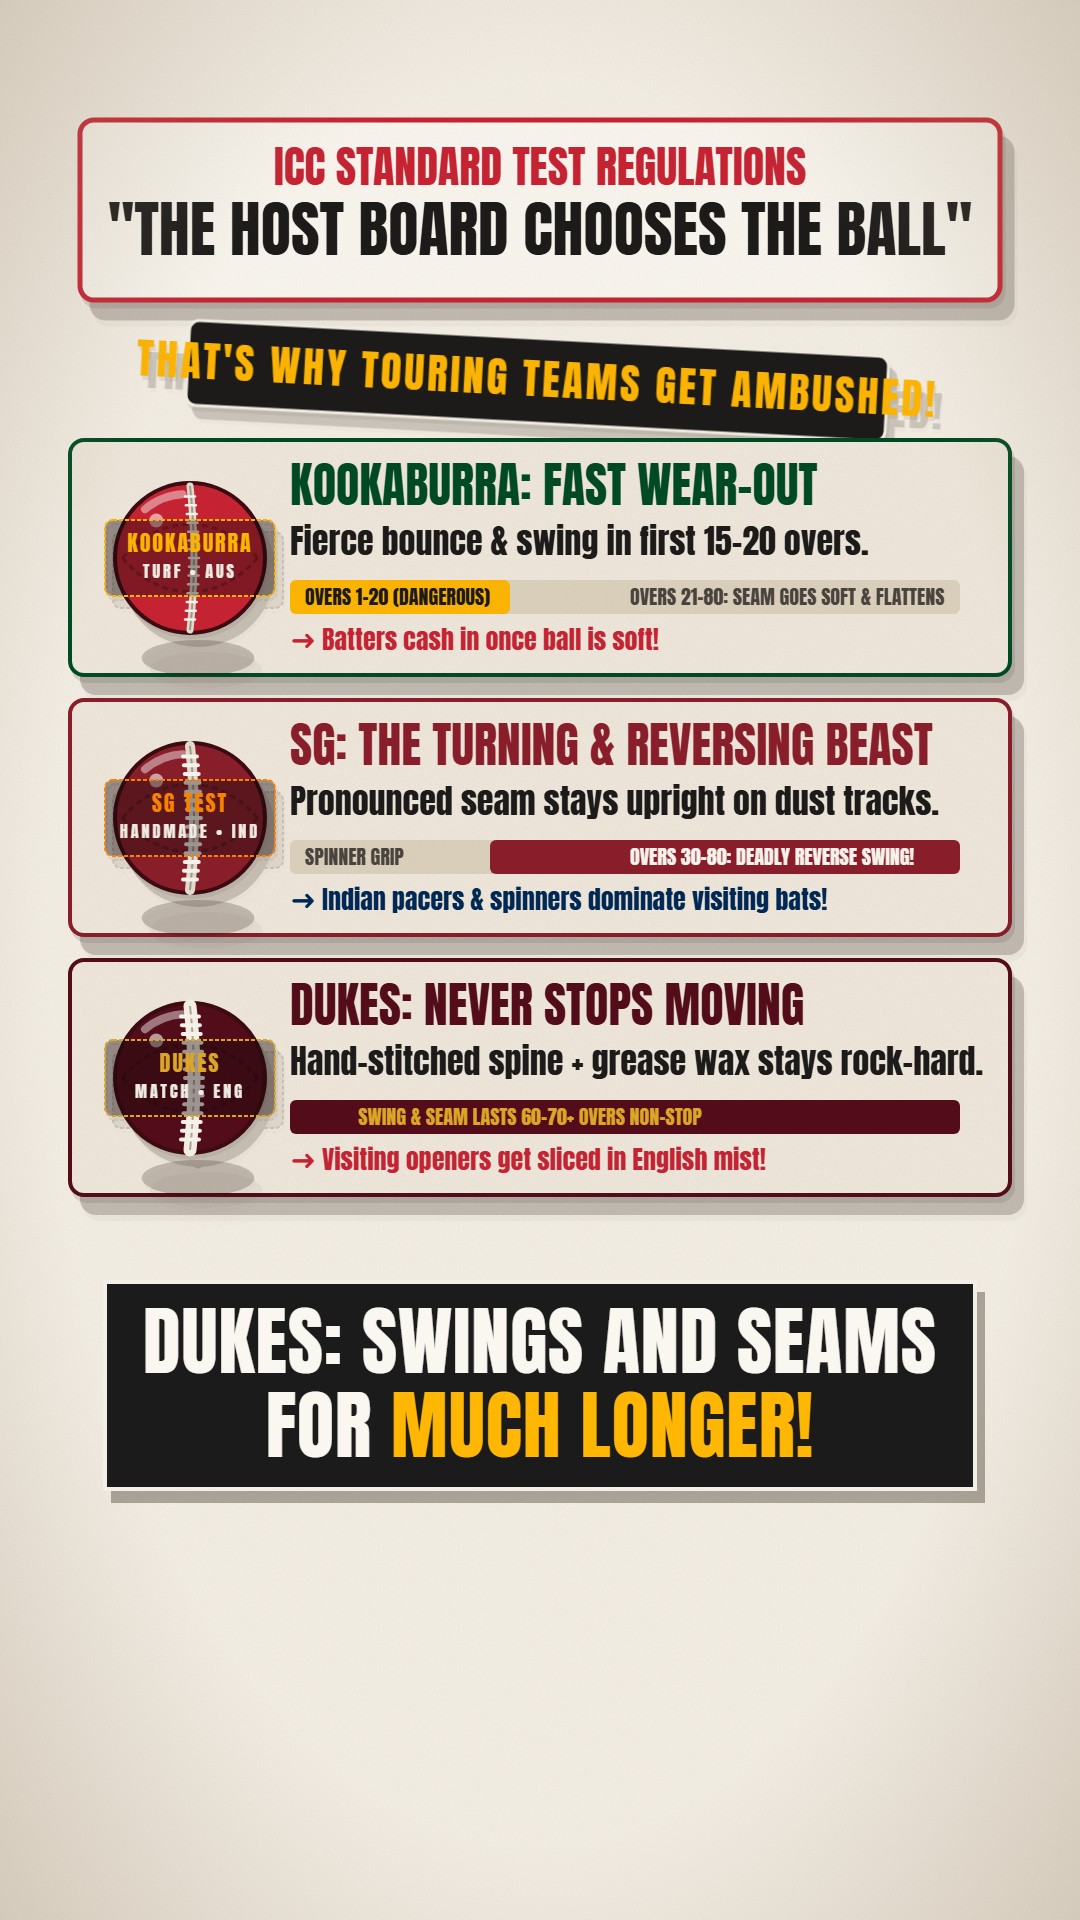 ICC STANDARD TEST REGULATIONS
"THE HOST BOARD CHOOSES THE BALL"
THAT'S WHY TOURING TEAMS GET AMBUSHED!
KOOKABURRA: FAST WEAR-OUT
Fierce bounce & swing in first 15-20 overs.
KOOKABURRA
TURF • AUS
OVERS 1-20 (DANGEROUS) OVERS 21-80: SEAM GOES SOFT & FLATTENS
→ Batters cash in once ball is soft!
SG: THE TURNING & REVERSING BEAST
Pronounced seam stays upright on dust tracks.
SG TEST
HANDMADE • IND
SPINNER GRIP OVERS 30-80: DEADLY REVERSE SWING!
→ Indian pacers & spinners dominate visiting bats!
DUKES: NEVER STOPS MOVING
Hand-stitched spine + grease wax stays rock-hard.
DUKES
MATCH • ENG
SWING & SEAM LASTS 60-70+ OVERS NON-STOP
→ Visiting openers get sliced in English mist!
DUKES: SWINGS AND SEAMS
FOR MUCH LONGER!